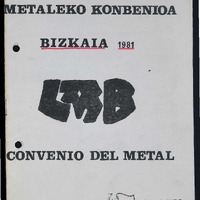 METALEKO KONBENIOA
BIZKAIA 1981
LAB
CONVENIO DEL METAL